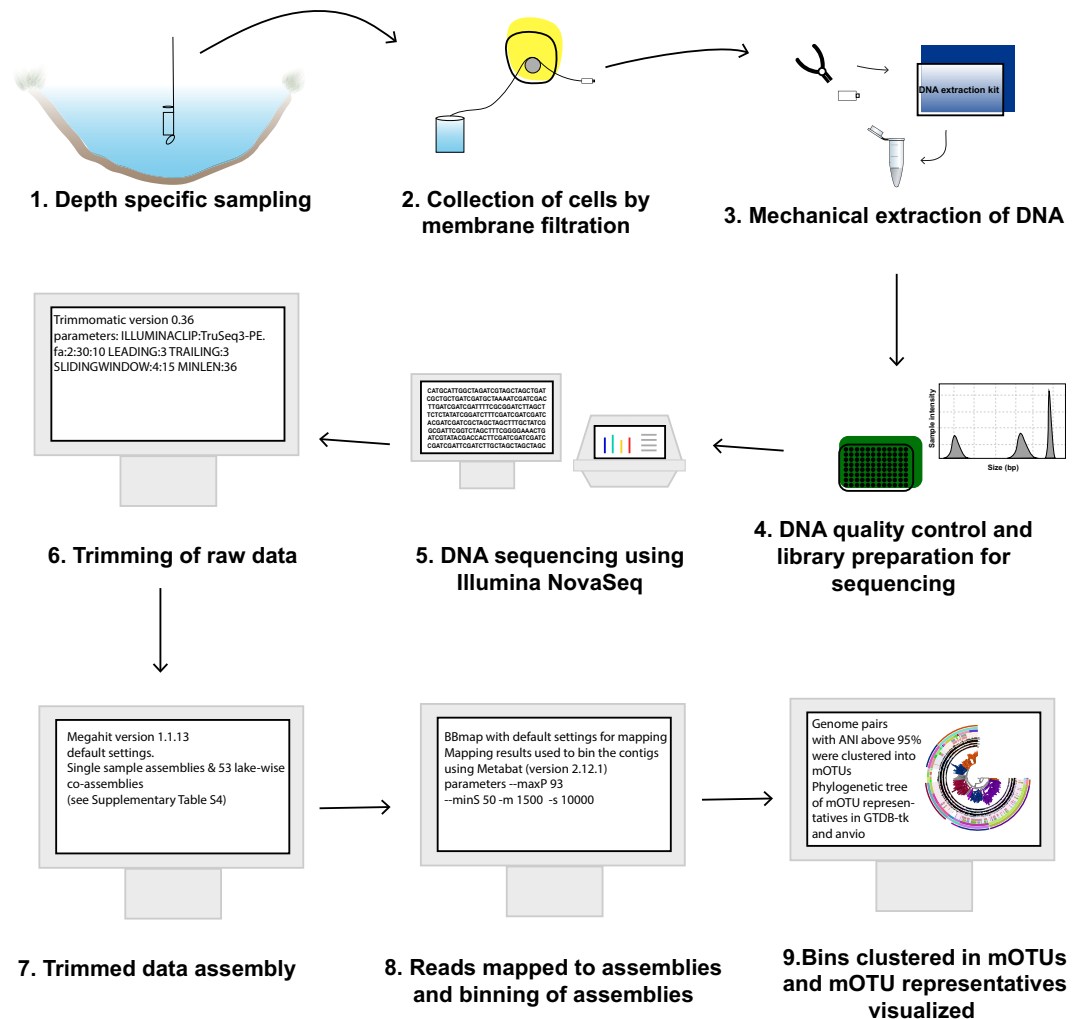 DNA extraction kit
1. Depth specific sampling
2. Collection of cells by
membrane filtration
3. Mechanical extraction of DNA
Trimmomatic version 0.36
parameters: ILLUMINACLIP:TruSeq3-PE.
fa:2:30:10 LEADING:3 TRAILING:3
SLIDINGWINDOW:4:15 MINLEN:36
CATGCATTGGCTAGATCGTAGCTAGCTGAT
CGCTGCTGATCGATGCTAAAATCGATCGAC
TTGATCGATCGATTTTCGCGGATCTTAGCT
TCTCTATATCGGATCTTTCGATCGATCGATC
ACGATCGATCGCTAGCTAGCTTTGCTATCG
GCGATTCGGTCTAGCTTTCGGGGAAACTG
ATCGTATACGACCACTTCGATCGATCGATC
CGATCGATTCGATCTTGCTAGCTAGCTAGC
Sample intensity
Size (bp)
6. Trimming of raw data
5. DNA sequencing using
Illumina NovaSeq
4. DNA quality control and
library preparation for
sequencing
Megahit version 1.1.13
default settings.
Single sample assemblies & 53 lake-wise
co-assemblies
(see Supplementary Table S4)
BBmap with default settings for mapping
Mapping results used to bin the contigs
using Metabat (version 2.12.1)
parameters --maxP 93
--minS 50 -m 1500 -s 10000
Genome pairs
with ANI above 95%
were clustered into
mOTUs
Phylogenetic tree
of mOTU represen-
tatives in GTDB-tk
and anvio
7. Trimmed data assembly
8. Reads mapped to assemblies
and binning of assemblies
9.Bins clustered in mOTUs
and mOTU representatives
visualized